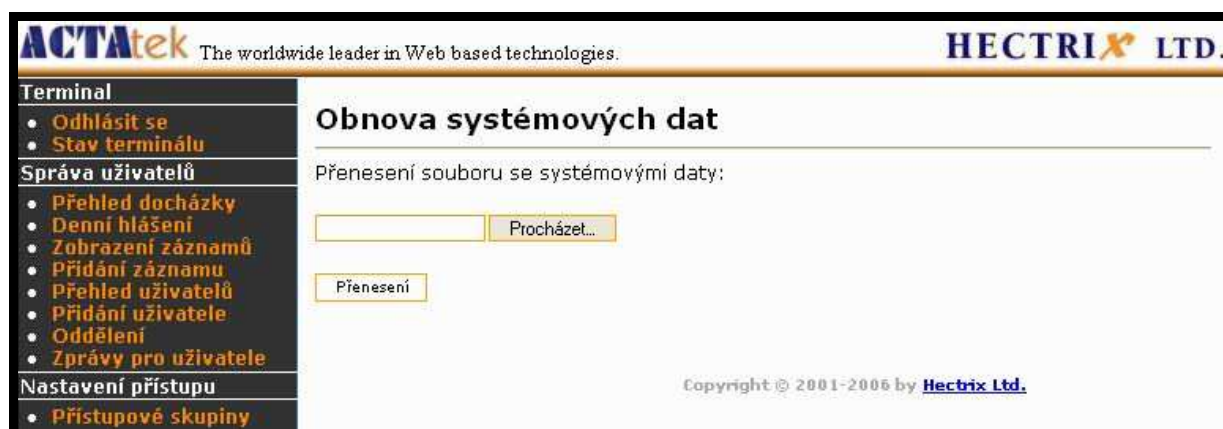 ACTAtek The worldwide leader in Web based technologies.
HECTRIX LTD.
Terminal
Odhlásit se
Stav terminálu
Správa uživatelů
Přehled docházky
Denní hlášení
Zobrazení záznamů
Přidání záznamu
Přehled uživatelů
Přidání uživatele
Oddělení
Zprávy pro uživatele
Nastavení přístupu
Přístupové skupiny
Obnova systémových dat
Přenesení souboru se systémovými daty:
Procházet...
Přenesení
Copyright © 2001-2006 by Hectrix Ltd.